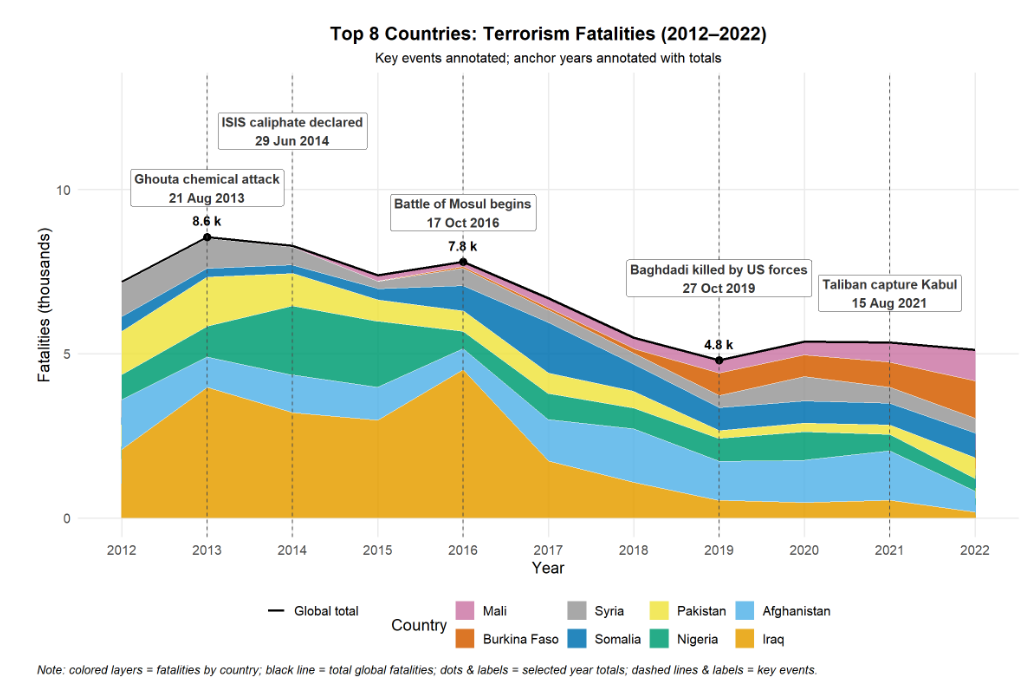 Top 8 Countries: Terrorism Fatalities (2012–2022)
Key events annotated; anchor years annotated with totals
ISIS caliphate declared
29 Jun 2014
Ghouta chemical attack
21 Aug 2013
8.6 k
Battle of Mosul begins
17 Oct 2016
7.8 k
Baghdadi killed by US forces
27 Oct 2019
4.8 k
Taliban capture Kabul
15 Aug 2021
Fatalities (thousands)
10
5
0
2012 2013 2014 2015 2016 2017 2018 2019 2020 2021 2022
Year
Global total
Country
Mali Syria Pakistan Afghanistan
Burkina Faso Somalia Nigeria Iraq
Note: colored layers = fatalities by country; black line = total global fatalities; dots & labels = selected year totals; dashed lines & labels = key events.